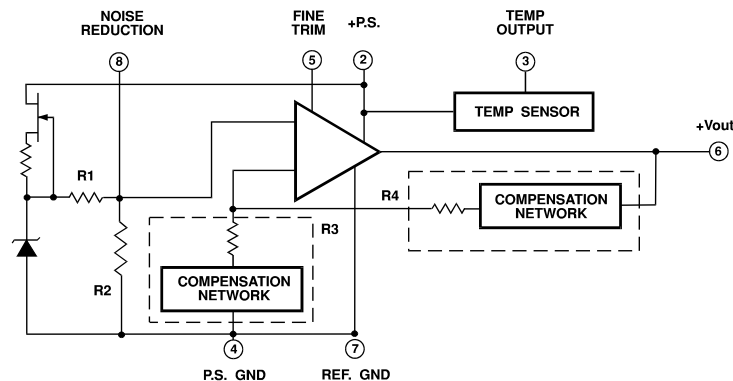 NOISE
REDUCTION
FINE
TRIM
+P.S.
TEMP
OUTPUT
8
5
2
3
TEMP SENSOR
+Vout
6
R1
R4
COMPENSATION
NETWORK
R3
R2
COMPENSATION
NETWORK
4
7
P.S. GND
REF. GND